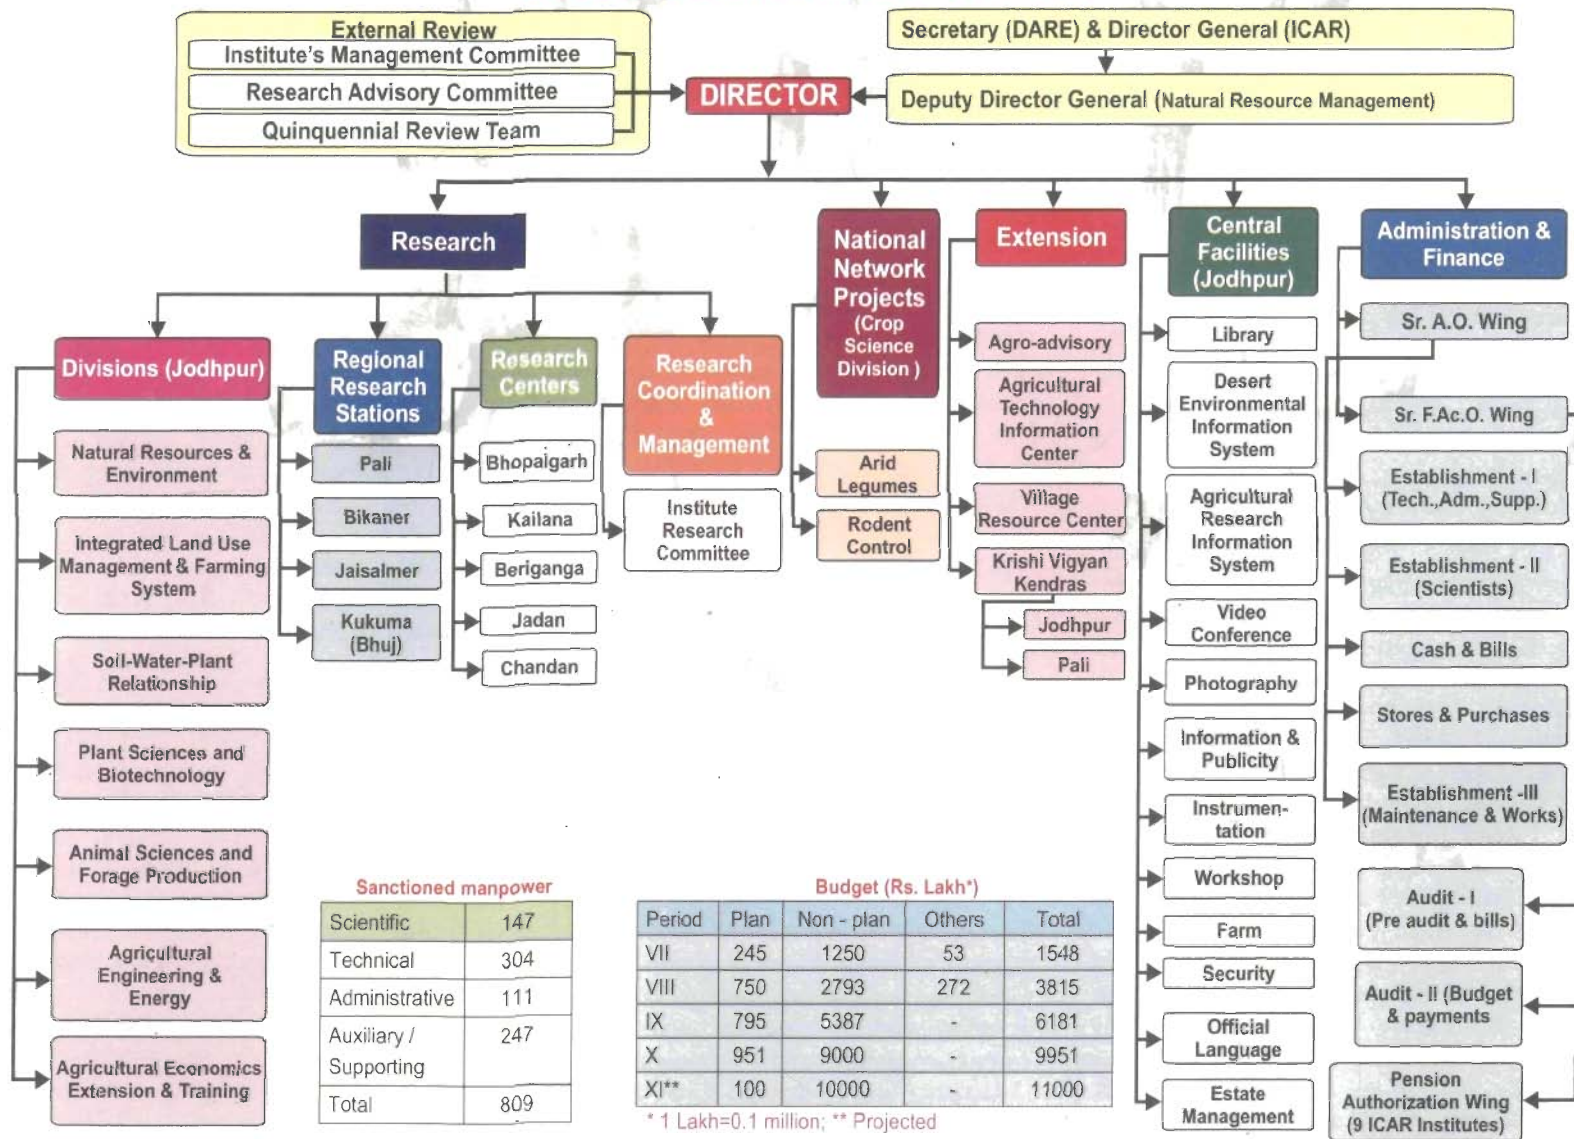 External Review
Institute's Management Committee
Research Advisory Committee
Quinquennial Review Team
DIRECTOR
Secretary (DARE) & Director General (ICAR)
Deputy Director General (Natural Resource Management)
Research
Divisions (Jodhpur)
Natural Resources &
Environment
Integrated Land Use
Management & Farming
System
Soil-Water-Plant
Relationship
Plant Sciences and
Biotechnology
Animal Sciences and
Forage Production
Agricultural
Engineering &
Energy
Agricultural Economics
Extension & Training
Regional
Research
Stations
Pali
Bikaner
Jaisalmer
Kukuma
(Bhuj)
Research
Centers
Bhopalgarh
Kailana
Beriganga
Jadan
Chandan
Research
Coordination
&
Management
Institute
Research
Committee
National
Network
Projects
(Crop
Science
Division )
Arid
Legumes
Rodent
Control
Extension
Agro-advisory
Agricultural
Technology
Information
Center
Village
Resource Center
Krishi Vigyan
Kendras
Jodhpur
Pali
Central
Facilities
(Jodhpur)
Library
Desert
Environmental
Information
System
Agricultural
Research
Information
System
Video
Conference
Photography
Information &
Publicity
Instrumen-
tation
Workshop
Farm
Security
Official
Language
Estate
Management
Administration &
Finance
Sr. A.O. Wing
Sr. F.Ac.O. Wing
Establishment - I
(Tech.,Adm.,Supp.)
Establishment - II
(Scientists)
Cash & Bills
Stores & Purchases
Establishment -III
(Maintenance & Works)
Audit - I
(Pre audit & bills)
Audit - II (Budget
& payments
Pension
Authorization Wing
(9 ICAR Institutes)
Sanctioned manpower
Scientific 147
Technical 304
Administrative 111
Auxiliary / 247
Supporting
Total 809
Budget (Rs. Lakh*)
Period Plan Non - plan Others Total
VII 245 1250 53 1548
VIII 750 2793 272 3815
IX 795 5387 - 6181
X 951 9000 - 9951
XI** 100 10000 - 11000
* 1 Lakh=0.1 million; ** Projected